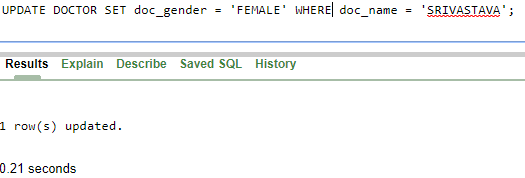 UPDATE DOCTOR SET doc_gender = 'FEMALE' WHERE doc_name = 'SRIVASTAVA';
Results Explain Describe Saved SQL History
1 row(s) updated.
0.21 seconds